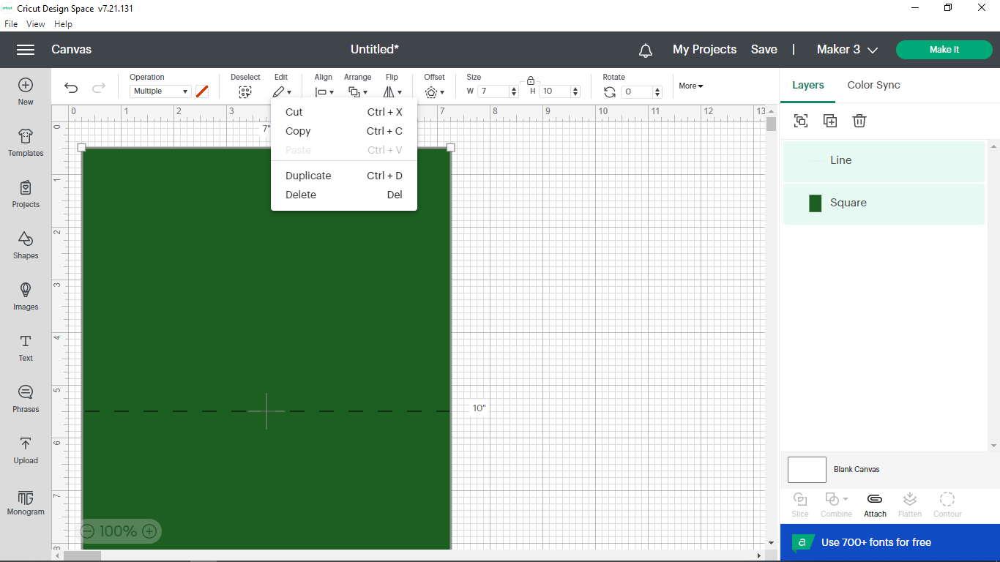 cricut Cricut Design Space v7.21.131
File View Help
Canvas Untitled* My Projects Save | Maker 3 Make It
New
Templates
Projects
Shapes
Images
Text
Phrases
Upload
Monogram
Operation Deselect Edit Align Arrange Flip Offset Size Rotate
Multiple W 7 H 10 0 More
Cut Ctrl + X
Copy Ctrl + C
Paste Ctrl + V
Duplicate Ctrl + D
Delete Del
0 1 2 3 7 8 9 10 11 12 13
0
1
2
3
4
5
6
7
8
7"
10"
100%
Layers Color Sync
Line
Square
Blank Canvas
Slice Combine Attach Flatten Contour
a Use 700+ fonts for free